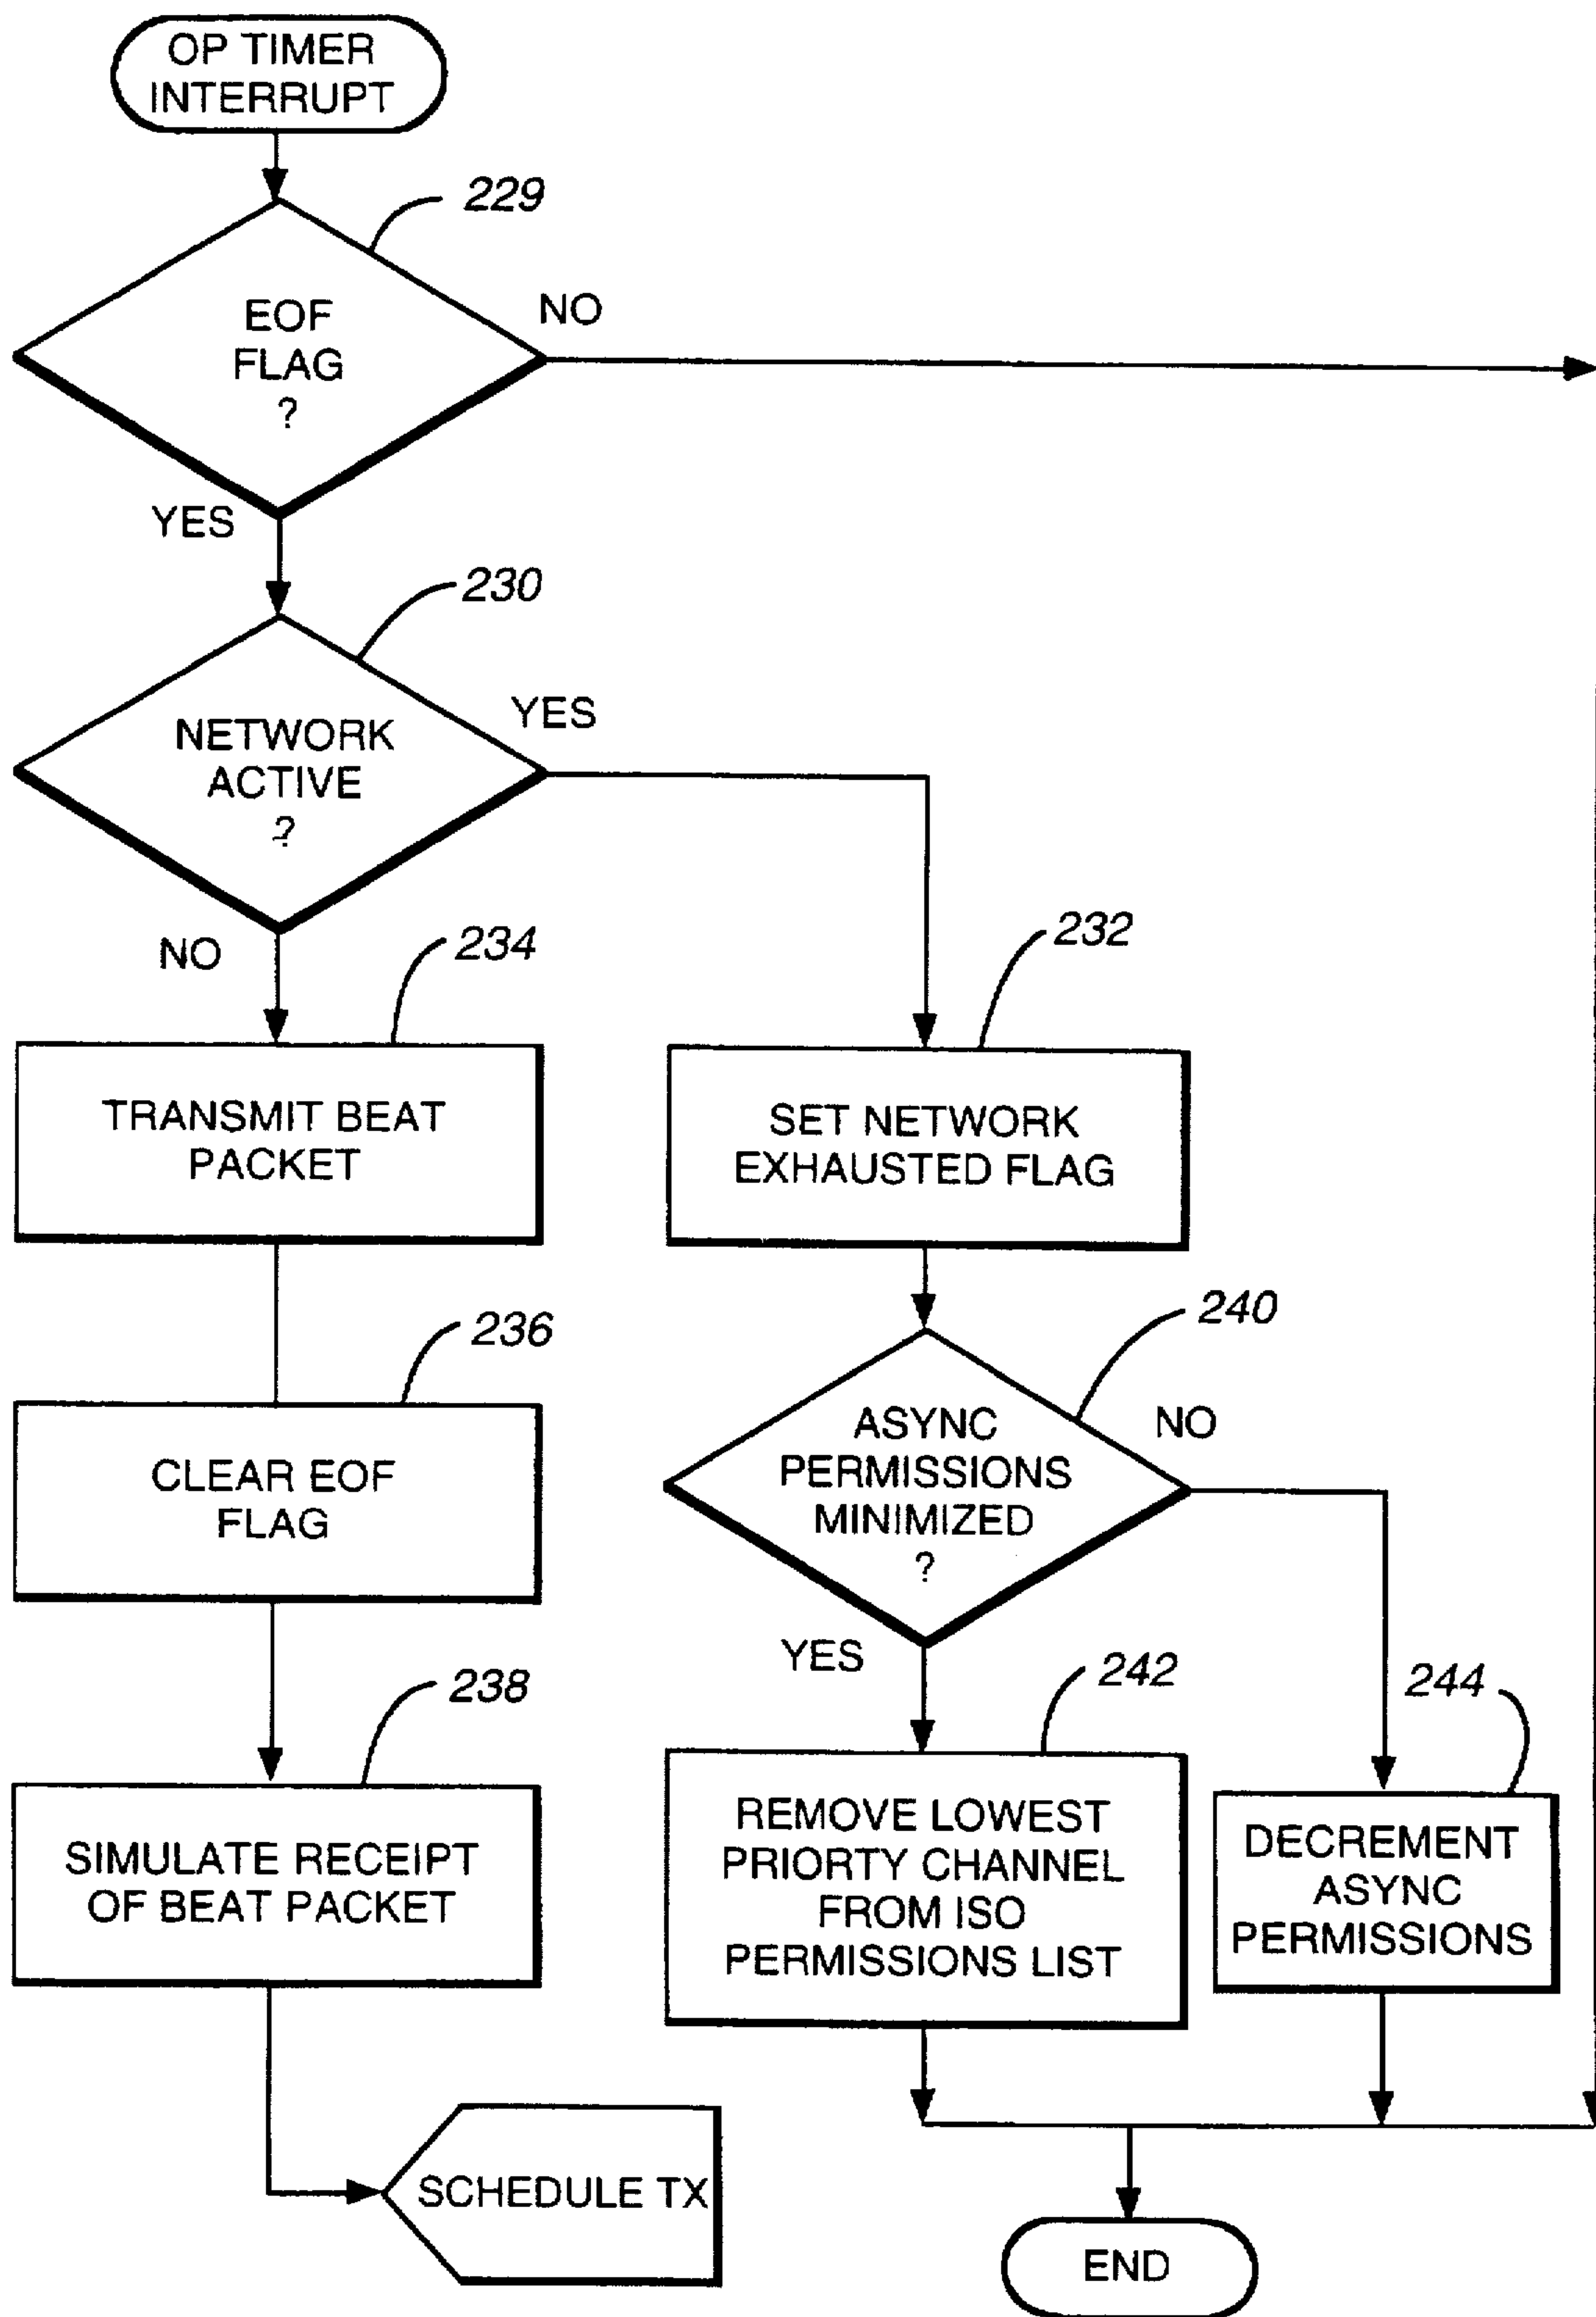 OP TIMER
INTERRUPT
229
EOF
FLAG
?
NO
YES
230
NETWORK
ACTIVE
?
YES
NO
234
232
TRANSMIT BEAT
PACKET
SET NETWORK
EXHAUSTED FLAG
236
240
CLEAR EOF
FLAG
ASYNC
PERMISSIONS
MINIMIZED
?
NO
YES
238
242
244
SIMULATE RECEIPT
OF BEAT PACKET
REMOVE LOWEST
PRIORTY CHANNEL
FROM ISO
PERMISSIONS LIST
DECREMENT
ASYNC
PERMISSIONS
SCHEDULE TX
END